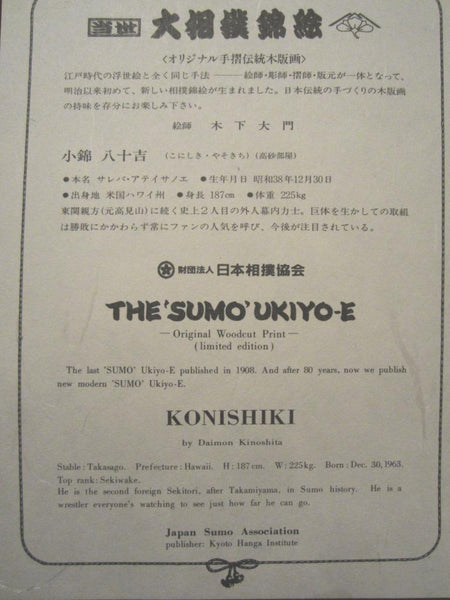 大相撲錦絵
〈オリジナル手摺伝統木版画〉
江戸時代の浮世絵と全く同じ手法――絵師・彫師・摺師・版元が一体となって、
明治以来初めて、新しい相撲錦絵が生まれました。日本伝統の手づくりの木版画
の特味を存分にお楽しみ下さい。
絵師 木下大門
小錦 八十吉 (こにしき・やそきち) (高砂部屋)
●本名 サレバ・アテイサノエ ●生年月日 昭和38年12月30日
●出身地 米国ハワイ州 ●身長 187cm ●体重 225kg
東関親方(元高見山)に続く史上2人目の外人幕内力士。巨体を生かしての取組
は勝敗にかかわらず常にファンの人気を呼び、今後が注目されている。
財団法人 日本相撲協会
THE 'SUMO' UKIYO-E
—Original Woodcut Print—
(limited edition)
The last 'SUMO' Ukiyo-E published in 1908. And after 80 years, now we publish
new modern 'SUMO' Ukiyo-E.
KONISHIKI
by Daimon Kinoshita
Stable: Takasago. Prefecture: Hawaii. H: 187cm. W: 225kg. Born: Dec. 30, 1963.
Top rank: Sekiwake.
He is the second foreign Sekitori, after Takamiyama, in Sumo history. He is a
wrestler everyone's watching to see just how far he can go.
Japan Sumo Association
publisher: Kyoto Hanga Institute